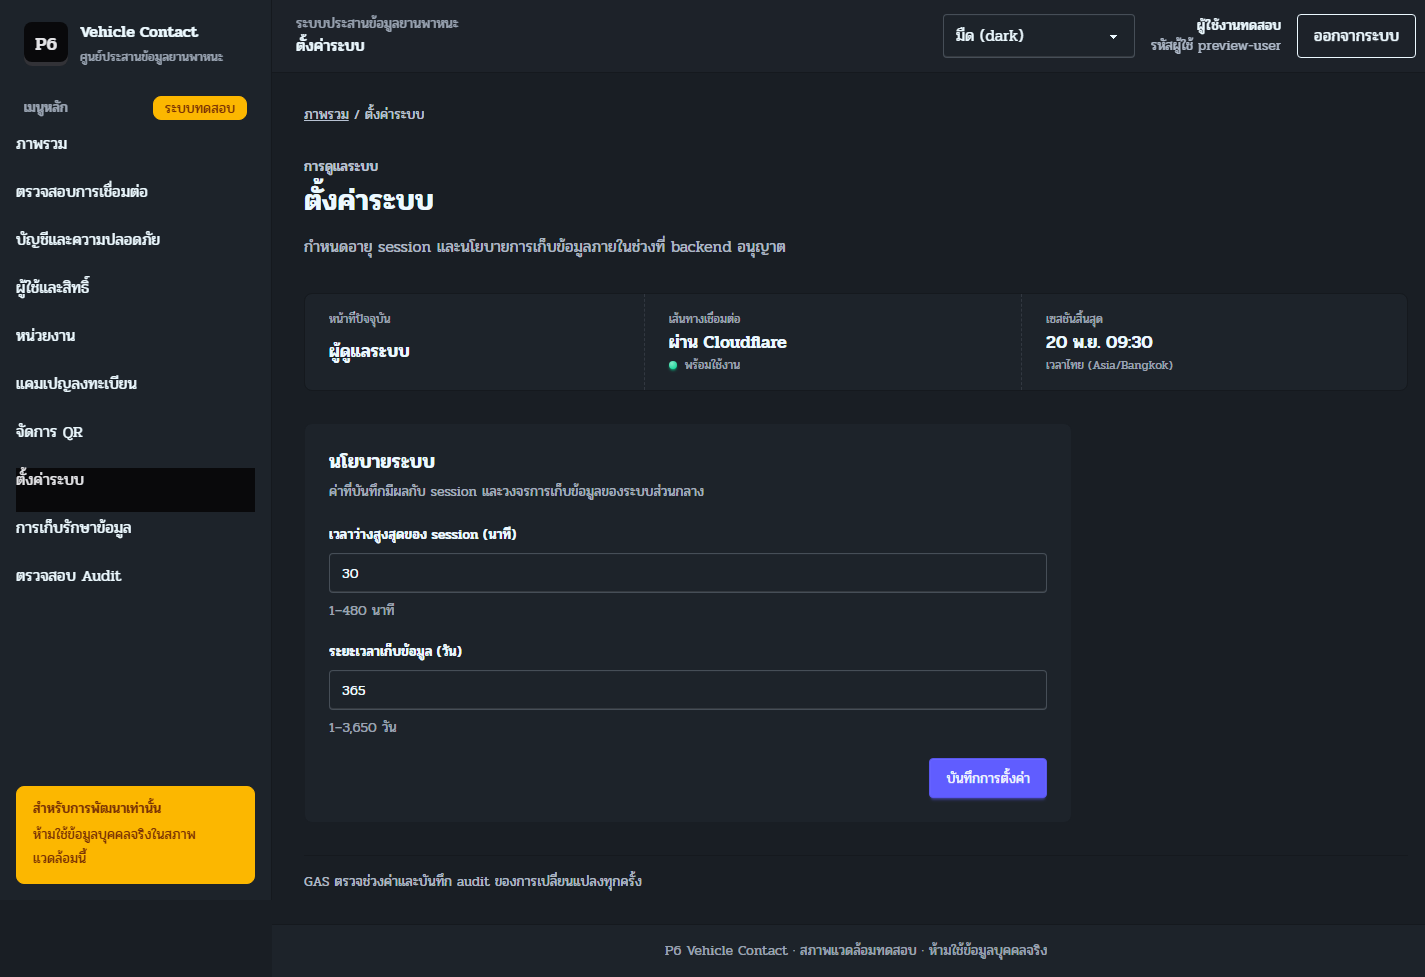 P6
Vehicle Contact
ศูนย์ประสานข้อมูลยานพาหนะ
เมนูหลัก
ระบบทดสอบ
ภาพรวม
ตรวจสอบการเชื่อมต่อ
บัญชีและความปลอดภัย
ผู้ใช้และสิทธิ์
หน่วยงาน
แคมเปญลงทะเบียน
จัดการ QR
ตั้งค่าระบบ
การเก็บรักษาข้อมูล
ตรวจสอบ Audit
สำหรับการพัฒนาเท่านั้น
ห้ามใช้ข้อมูลบุคคลจริงในสภาพ
แวดล้อมนี้
ระบบประสานข้อมูลยานพาหนะ
ตั้งค่าระบบ
มืด (dark)
ผู้ใช้งานทดสอบ
รหัสผู้ใช้ preview-user
ออกจากระบบ
ภาพรวม / ตั้งค่าระบบ
การดูแลระบบ
ตั้งค่าระบบ
กำหนดอายุ session และนโยบายการเก็บข้อมูลภายในช่วงที่ backend อนุญาต
หน้าที่ปัจจุบัน
ผู้ดูแลระบบ
เส้นทางเชื่อมต่อ
ผ่าน Cloudflare
พร้อมใช้งาน
เซสชันสิ้นสุด
20 พ.ย. 09:30
เวลาไทย (Asia/Bangkok)
นโยบายระบบ
ค่าที่บันทึกมีผลกับ session และวงจรการเก็บข้อมูลของระบบส่วนกลาง
เวลาว่างสูงสุดของ session (นาที)
30
1–480 นาที
ระยะเวลาเก็บข้อมูล (วัน)
365
1–3,650 วัน
บันทึกการตั้งค่า
GAS ตรวจช่วงค่าและบันทึก audit ของการเปลี่ยนแปลงทุกครั้ง
P6 Vehicle Contact · สภาพแวดล้อมทดสอบ · ห้ามใช้ข้อมูลบุคคลจริง